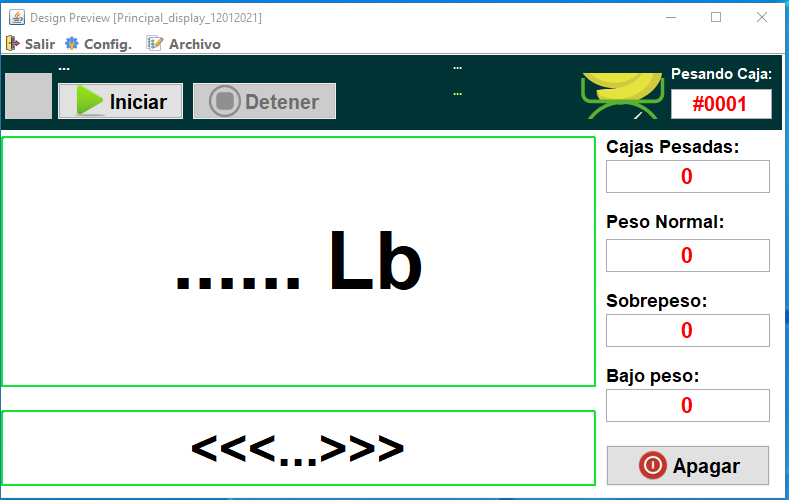 Design Preview [Principal_display_12012021]
Salir Config. Archivo
...
...
Pesando Caja:
Iniciar
Detener
...
#0001
Cajas Pesadas:
0
...... Lb
Peso Normal:
0
Sobrepeso:
0
Bajo peso:
0
<<<...>>>
Apagar